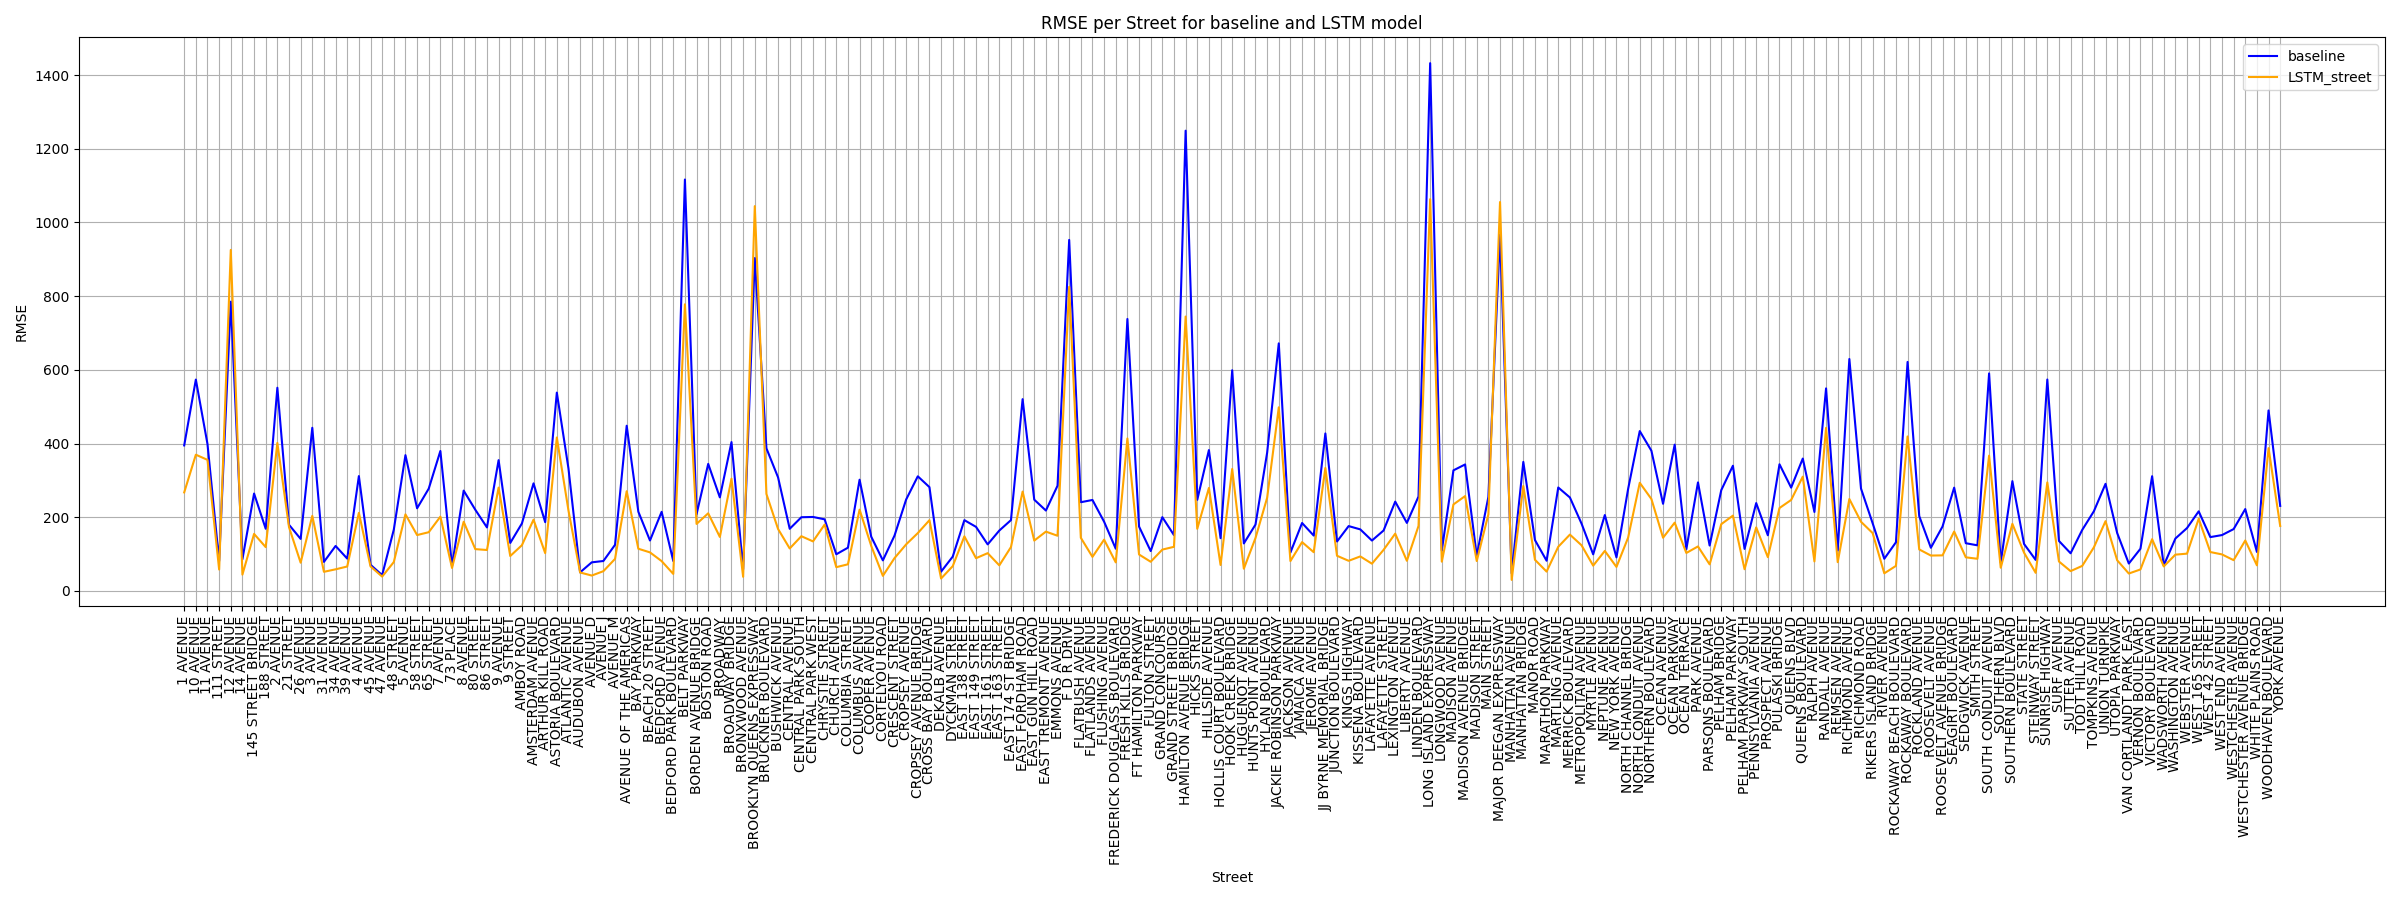 RMSE per Street for baseline and LSTM model
baseline
LSTM_street
RMSE
1400
1200
1000
800
600
400
200
0
1 AVENUE
10 AVENUE
11 AVENUE
111 STREET
12 AVENUE
14 AVENUE
145 STREET BRIDGE
188 STREET
2 AVENUE
21 STREET
26 AVENUE
3 AVENUE
31 AVENUE
34 AVENUE
39 AVENUE
4 AVENUE
45 AVENUE
47 AVENUE
48 STREET
5 AVENUE
58 STREET
65 STREET
7 AVENUE
73 PLACE
8 AVENUE
80 STREET
86 STREET
9 AVENUE
9 STREET
AMBOY ROAD
AMSTERDAM AVENUE
ARTHUR KILL ROAD
ASTORIA BOULEVARD
ATLANTIC AVENUE
AUDUBON AVENUE
AVENUE D
AVENUE J
AVENUE M
AVENUE OF THE AMERICAS
BAY PARKWAY
BEACH 20 STREET
BEDFORD AVENUE
BEDFORD PARK BOULEVARD
BELT PARKWAY
BORDEN AVENUE BRIDGE
BOSTON ROAD
BROADWAY
BROADWAY BRIDGE
BRONXWOOD AVENUE
BROOKLYN QUEENS EXPRESSWAY
BRUCKNER BOULEVARD
BUSHWICK AVENUE
CENTRAL AVENUE
CENTRAL PARK SOUTH
CENTRAL PARK WEST
CHRYSTIE STREET
CHURCH AVENUE
COLUMBIA STREET
COLUMBUS AVENUE
COOPER AVENUE
CORTELYOU ROAD
CRESCENT STREET
CROPSEY AVENUE
CROPSEY AVENUE BRIDGE
CROSS BAY BOULEVARD
DEKALB AVENUE
DYCKMAN STREET
EAST 138 STREET
EAST 149 STREET
EAST 161 STREET
EAST 163 STREET
EAST 174 ST BRIDGE
EAST FORDHAM ROAD
EAST GUN HILL ROAD
EAST TREMONT AVENUE
EMMONS AVENUE
F D R DRIVE
FLATBUSH AVENUE
FLATLANDS AVENUE
FLUSHING AVENUE
FREDERICK DOUGLASS BOULEVARD
FRESH KILLS BRIDGE
FT HAMILTON PARKWAY
FULTON STREET
GRAND CONCOURSE
GRAND STREET BRIDGE
HAMILTON AVENUE BRIDGE
HICKS STREET
HILLSIDE AVENUE
HOLLIS COURT BOULEVARD
HOOK CREEK BRIDGE
HUGUENOT AVENUE
HUNTS POINT AVENUE
HYLAN BOULEVARD
JACKIE ROBINSON PARKWAY
JACKSON AVENUE
JAMAICA AVENUE
JEROME AVENUE
JJ BYRNE MEMORIAL BRIDGE
JUNCTION BOULEVARD
KINGS HIGHWAY
KISSENA BOULEVARD
LAFAYETTE AVENUE
LAFAYETTE STREET
LEXINGTON AVENUE
LIBERTY AVENUE
LINDEN BOULEVARD
LONG ISLAND EXPRESSWAY
LONGWOOD AVENUE
MADISON AVENUE
MADISON AVENUE BRIDGE
MADISON STREET
MAIN STREET
MAJOR DEEGAN EXPRESSWAY
MANHATTAN AVENUE
MANHATTAN BRIDGE
MANOR ROAD
MARATHON PARKWAY
MARTLING AVENUE
MERRICK BOULEVARD
METROPOLITAN AVENUE
MYRTLE AVENUE
NEPTUNE AVENUE
NEW YORK AVENUE
NORTH CHANNEL BRIDGE
NORTH CONDUIT AVENUE
NORTHERN BOULEVARD
OCEAN AVENUE
OCEAN PARKWAY
OCEAN TERRACE
PARK AVENUE
PARSONS BOULEVARD
PELHAM BRIDGE
PELHAM PARKWAY
PELHAM PARKWAY SOUTH
PENNSYLVANIA AVENUE
PROSPECT AVENUE
PULASKI BRIDGE
QUEENS BLVD
QUEENS BOULEVARD
RALPH AVENUE
RANDALL AVENUE
REMSEN AVENUE
RICHMOND AVENUE
RICHMOND ROAD
RIKERS ISLAND BRIDGE
RIVER AVENUE
ROCKAWAY BEACH BOULEVARD
ROCKAWAY BOULEVARD
ROCKLAND AVENUE
ROOSEVELT AVENUE
ROOSEVELT AVENUE BRIDGE
SEAGIRT BOULEVARD
SEDGWICK AVENUE
SMITH STREET
SOUTH CONDUIT AVENUE
SOUTHERN BLVD
SOUTHERN BOULEVARD
STATE STREET
STEINWAY STREET
SUNRISE HIGHWAY
SURF AVENUE
SUTTER AVENUE
TODT HILL ROAD
TOMPKINS AVENUE
UNION TURNPIKE
UTOPIA PARKWAY
VAN CORTLANDT PARK EAST
VERNON BOULEVARD
VICTORY BOULEVARD
WADSWORTH AVENUE
WASHINGTON AVENUE
WEBSTER AVENUE
WEST 165 STREET
WEST 42 STREET
WEST END AVENUE
WESTCHESTER AVENUE
WESTCHESTER AVENUE BRIDGE
WHITE PLAINS ROAD
WOODHAVEN BOULEVARD
YORK AVENUE
Street